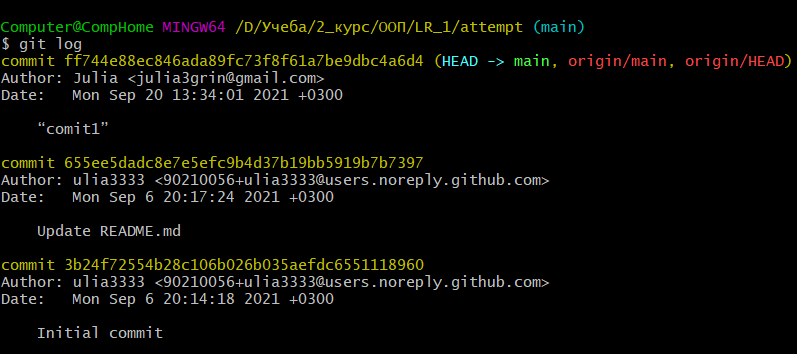 Computer@CompHome MINGW64 /D/Учеба/2_курс/ООП/LR_1/attempt (main)
$ git log
commit ff744e88ec846ada89fc73f8f61a7be9dbc4a6d4 (HEAD -> main, origin/main, origin/HEAD)
Author: Julia <julia3grin@gmail.com>
Date:   Mon Sep 20 13:34:01 2021 +0300
“comit1”
commit 655ee5dadc8e7e5efc9b4d37b19bb5919b7b7397
Author: ulia3333 <90210056+ulia3333@users.noreply.github.com>
Date:   Mon Sep 6 20:17:24 2021 +0300
Update README.md
commit 3b24f72554b28c106b026b035aefdc6551118960
Author: ulia3333 <90210056+ulia3333@users.noreply.github.com>
Date:   Mon Sep 6 20:14:18 2021 +0300
Initial commit